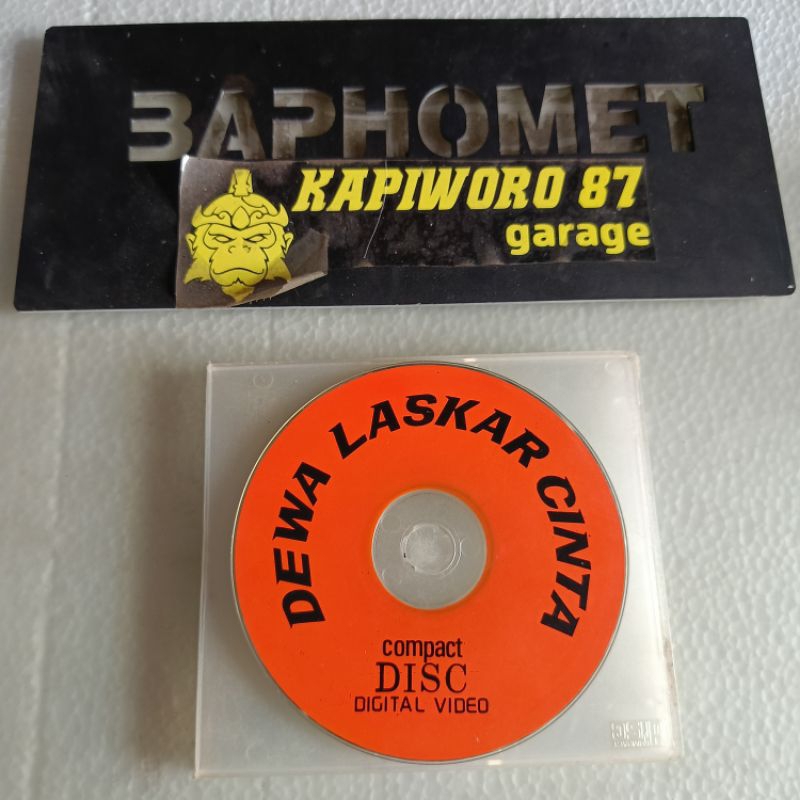 BAPHOMET
KAPIWORO 87
garage
DEWA LASKAR CINTA
compact
DISC
DIGITAL VIDEO